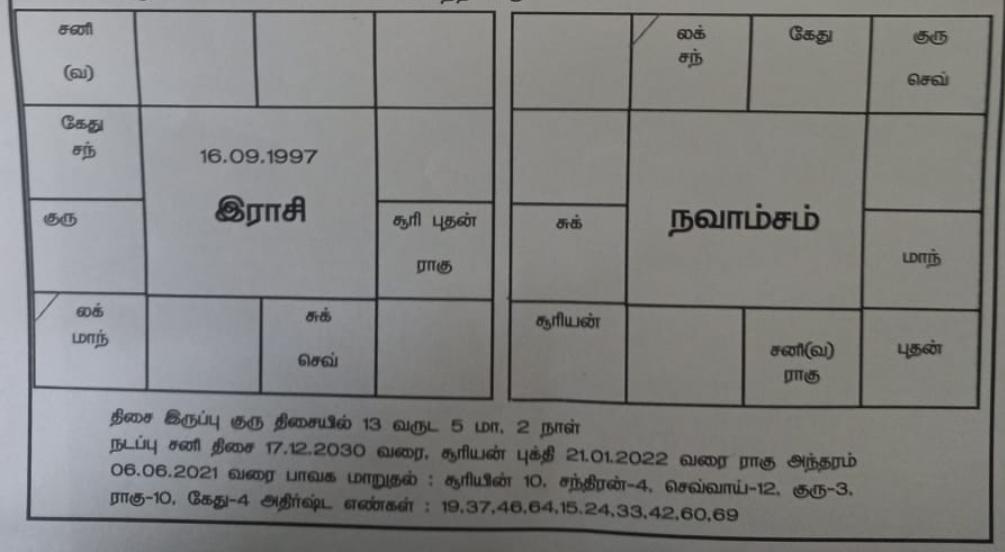 சனி
(வ)
கேது
சந்
16.09.1997
இராசி
குரு
சூரி புதன்
ராகு
லக்
மாந்
சுக்
செவ்
லக்
சந்
கேது
குரு
செவ்
சுக்
நவாம்சம்
மாந்
சூரியன்
சனி(வ)
ராகு
புதன்
திசை இருப்பு குரு திசையில் 13 வருட 5 மா, 2 நாள்
நடப்பு சனி திசை 17.12.2030 வரை, சூரியன் புக்தி 21.01.2022 வரை ராகு அந்தரம்
06.06.2021 வரை பாவக மாறுதல் : சூரியின் 10, சந்திரன்-4, செவ்வாய்-12, குரு-3,
ராகு-10, கேது-4 அதிர்ஷ்ட எண்கள் : 19,37,46,64,15,24,33,42,60,69